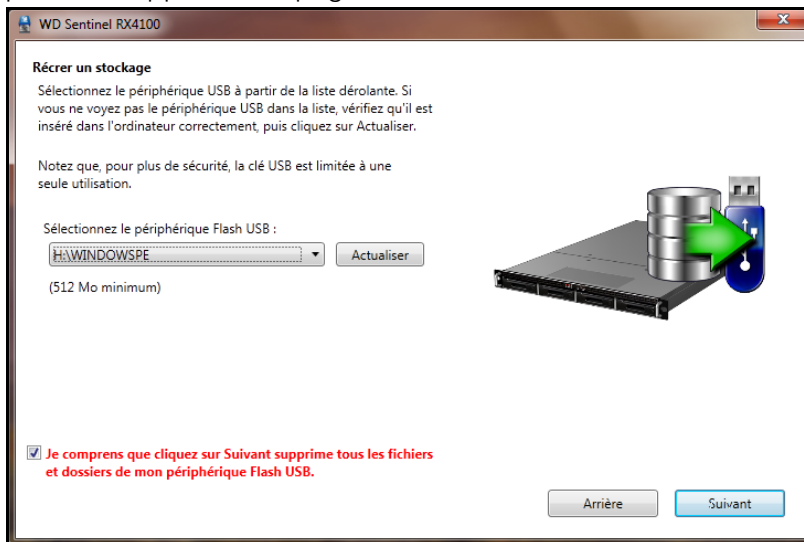 WD Sentinel RX4100
Récrer un stockage
Sélectionnez le périphérique USB à partir de la liste dérolante. Si
vous ne voyez pas le périphérique USB dans la liste, vérifiez qu'il est
inséré dans l'ordinateur correctement, puis cliquez sur Actualiser.
Notez que, pour plus de sécurité, la clé USB est limitée à une
seule utilisation.
Sélectionnez le périphérique Flash USB :
H:\WINDOWSPE
Actualiser
(512 Mo minimum)
Je comprens que cliquez sur Suivant supprime tous les fichiers
et dossiers de mon périphérique Flash USB.
Arrière
Suivant